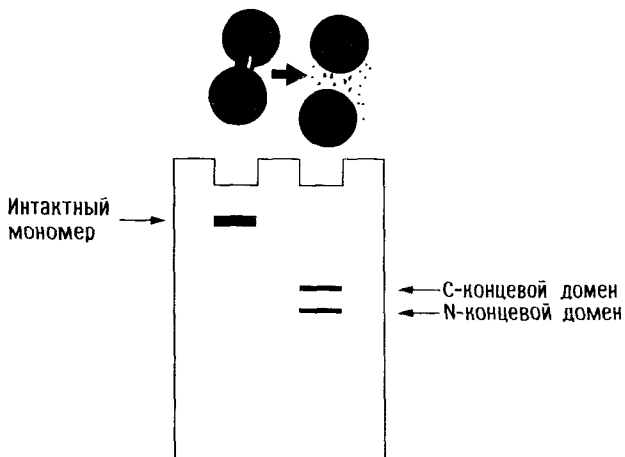 Интактный
мономер
С-концевой домен
N-концевой домен